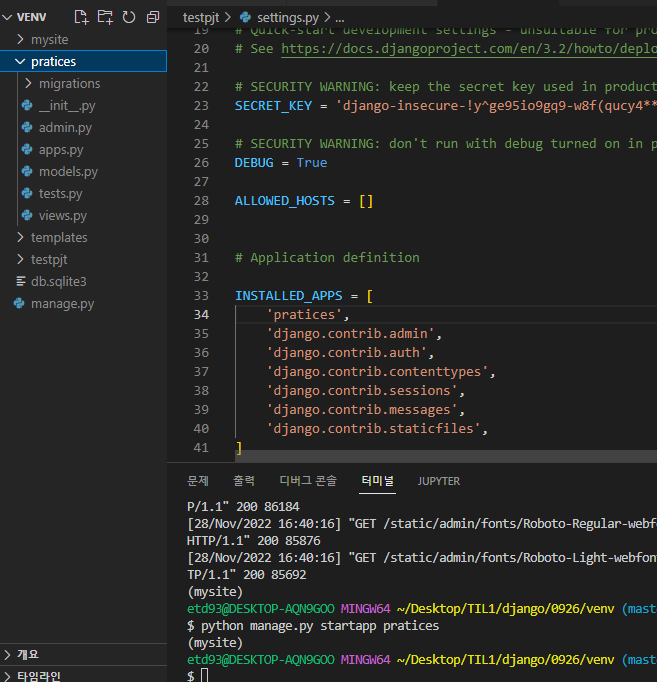 VENV
mysite
pratices
migrations
__init__.py
admin.py
apps.py
models.py
tests.py
views.py
templates
testpjt
db.sqlite3
manage.py
개요
타임라인
testpjt > settings.py > ...
19 # Quick-start development settings - unsuitable for pro
20 # See https://docs.djangoproject.com/en/3.2/howto/deplo
21
22 # SECURITY WARNING: keep the secret key used in product
23 SECRET_KEY = 'django-insecure-!y^ge95io9gq9-w8f(qucy4**
24
25 # SECURITY WARNING: don't run with debug turned on in p
26 DEBUG = True
27
28 ALLOWED_HOSTS = []
29
30
31 # Application definition
32
33 INSTALLED_APPS = [
34 'pratices',
35 'django.contrib.admin',
36 'django.contrib.auth',
37 'django.contrib.contenttypes',
38 'django.contrib.sessions',
39 'django.contrib.messages',
40 'django.contrib.staticfiles',
41 ]
문제 출력 디버그 콘솔 터미널 JUPYTER
P/1.1" 200 86184
[28/Nov/2022 16:40:16] "GET /static/admin/fonts/Roboto-Regular-webf
HTTP/1.1" 200 85876
[28/Nov/2022 16:40:16] "GET /static/admin/fonts/Roboto-Light-webfon
TP/1.1" 200 85692
(mysite)
etd93@DESKTOP-AQN9GOO MINGW64 ~/Desktop/TIL1/django/0926/venv (mast
$ python manage.py startapp pratices
(mysite)
etd93@DESKTOP-AQN9GOO MINGW64 ~/Desktop/TIL1/django/0926/venv (mast
$